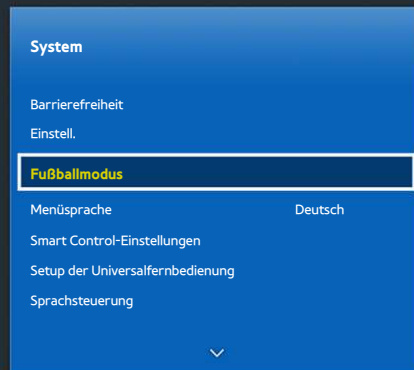 System
Barrierefreiheit
Einstell.
Fußballmodus
Menüsprache Deutsch
Smart Control-Einstellungen
Setup der Universalfernbedienung
Sprachsteuerung